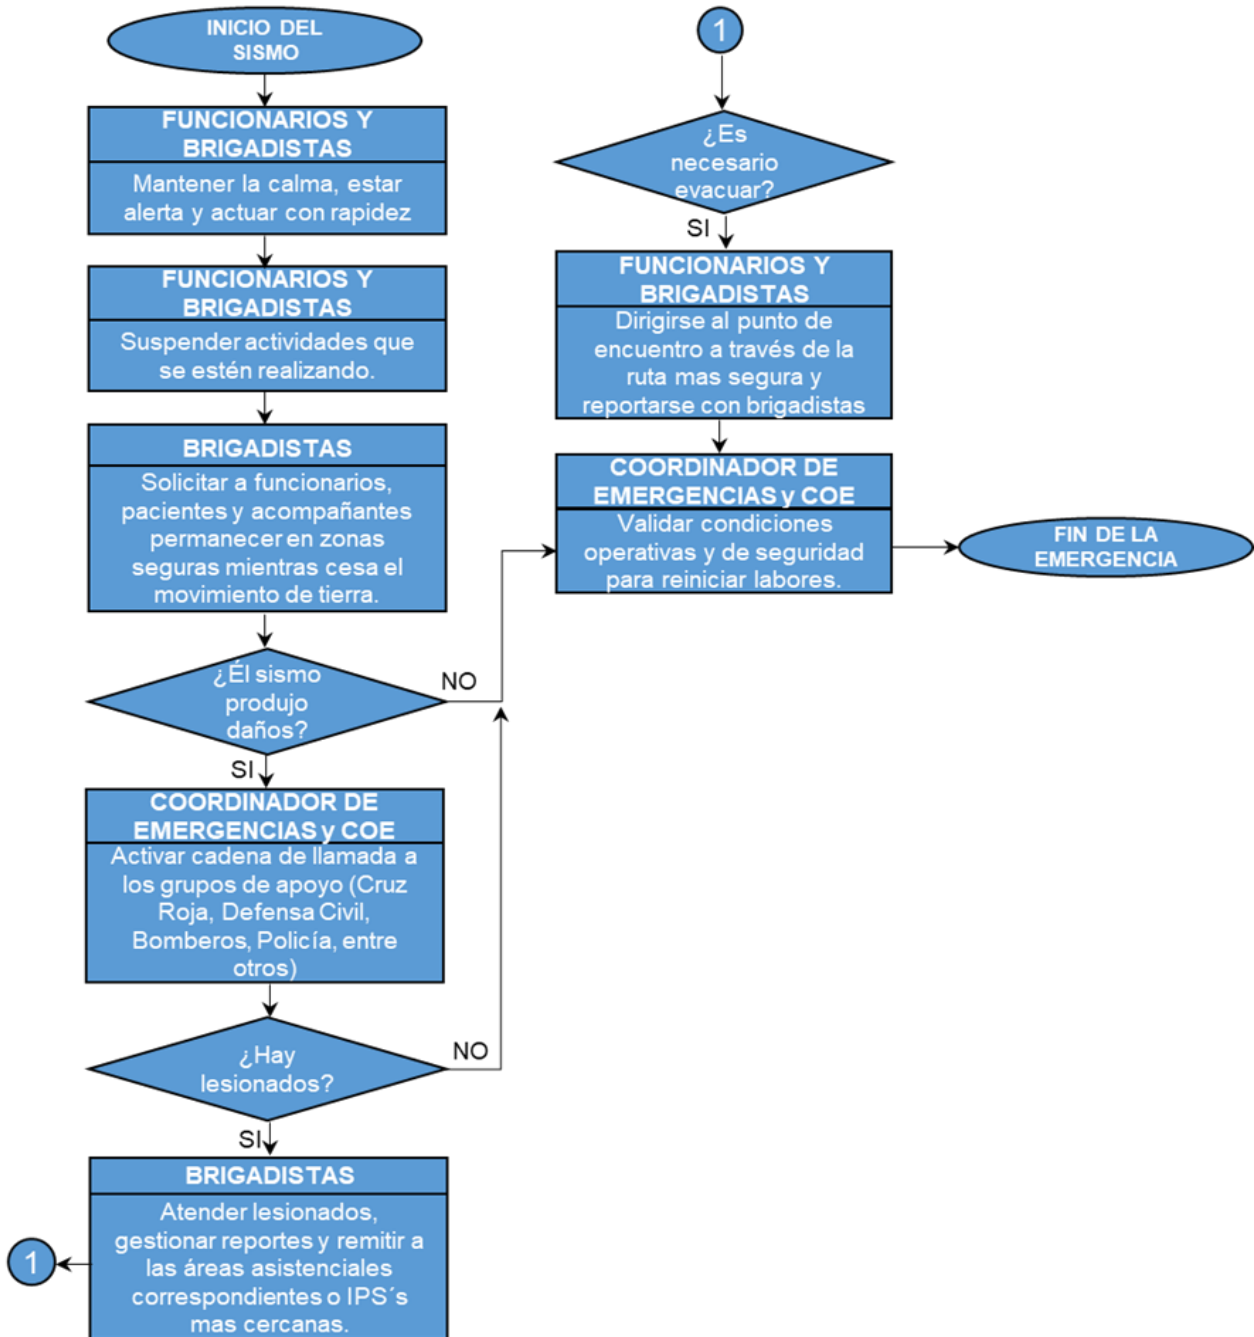 INICIO DEL
SISMO
FUNCIONARIOS Y
BRIGADISTAS
Mantener la calma, estar
alerta y actuar con rapidez
FUNCIONARIOS Y
BRIGADISTAS
Suspender actividades que
se estén realizando.
BRIGADISTAS
Solicitar a funcionarios,
pacientes y acompañantes
permanecer en zonas
seguras mientras cesa el
movimiento de tierra.
¿Él sismo
produjo
daños?
NO
SI
COORDINADOR DE
EMERGENCIAS y COE
Activar cadena de llamada a
los grupos de apoyo (Cruz
Roja, Defensa Civil,
Bomberos, Policía, entre
otros)
¿Hay
lesionados?
NO
SI
BRIGADISTAS
Atender lesionados,
gestionar reportes y remitir a
las áreas asistenciales
correspondientes o IPS´s
mas cercanas.
1
1
¿Es
necesario
evacuar?
SI
FUNCIONARIOS Y
BRIGADISTAS
Dirigirse al punto de
encuentro a través de la
ruta mas segura y
reportarse con brigadistas
COORDINADOR DE
EMERGENCIAS y COE
Validar condiciones
operativas y de seguridad
para reiniciar labores.
FIN DE LA
EMERGENCIA